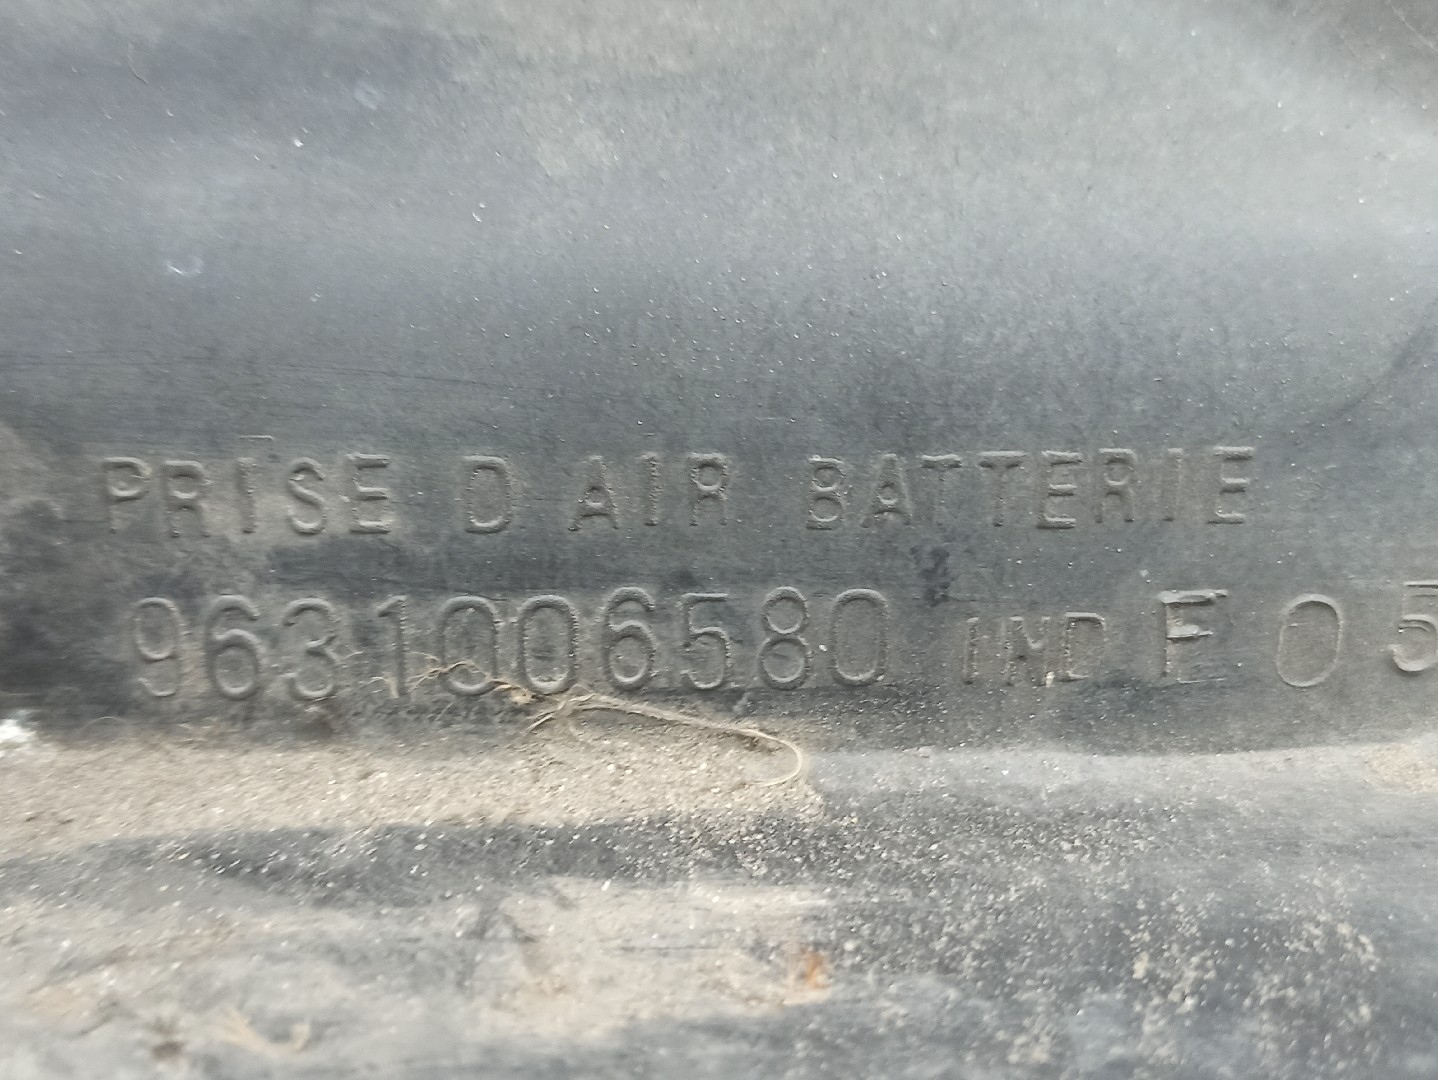 PRISE D AIR BATTERIE
9631006580 IND F 05